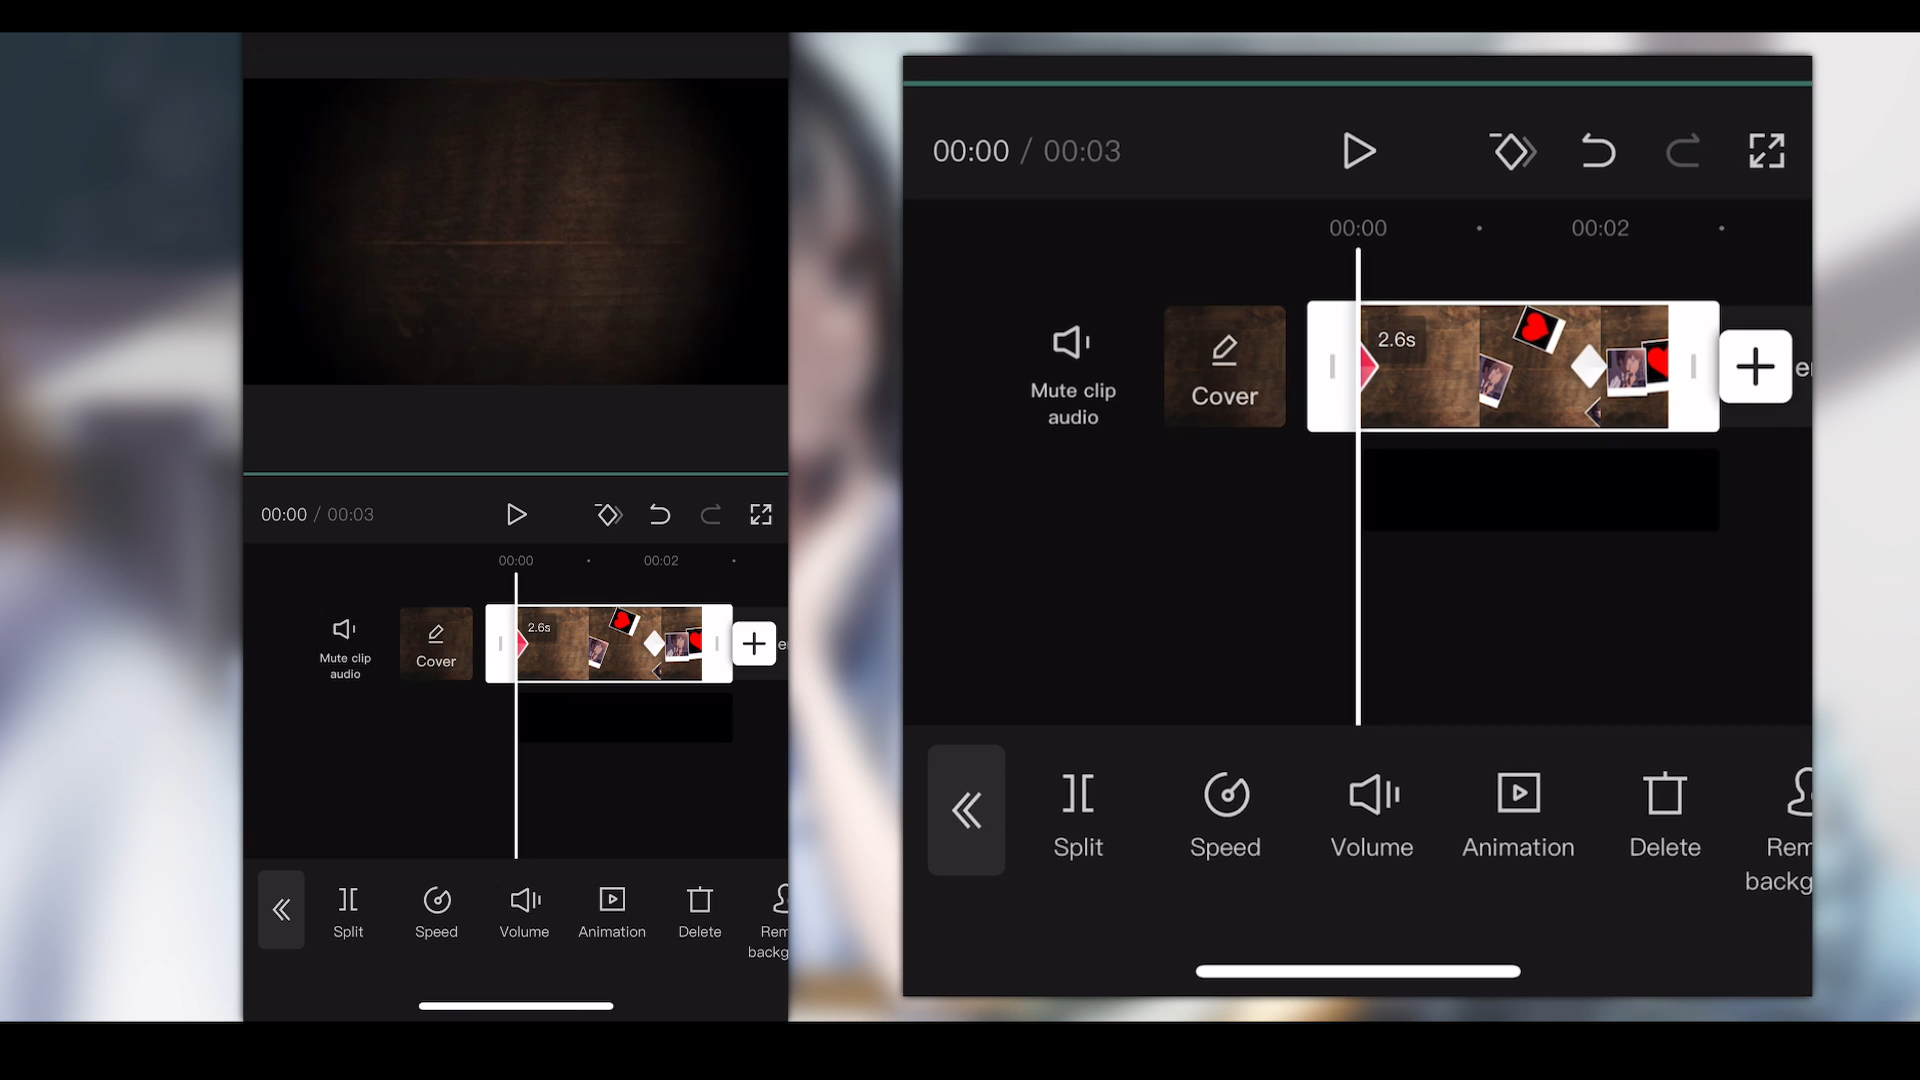 00:00 / 00:03
00:00
00:02
Mute clip
audio
Cover
2.6s
Split
Speed
Volume
Animation
Delete
Rem
backg
00:00 / 00:03
00:00
00:02
Mute clip
audio
Cover
2.6s
Split
Speed
Volume
Animation
Delete
Rem
backg